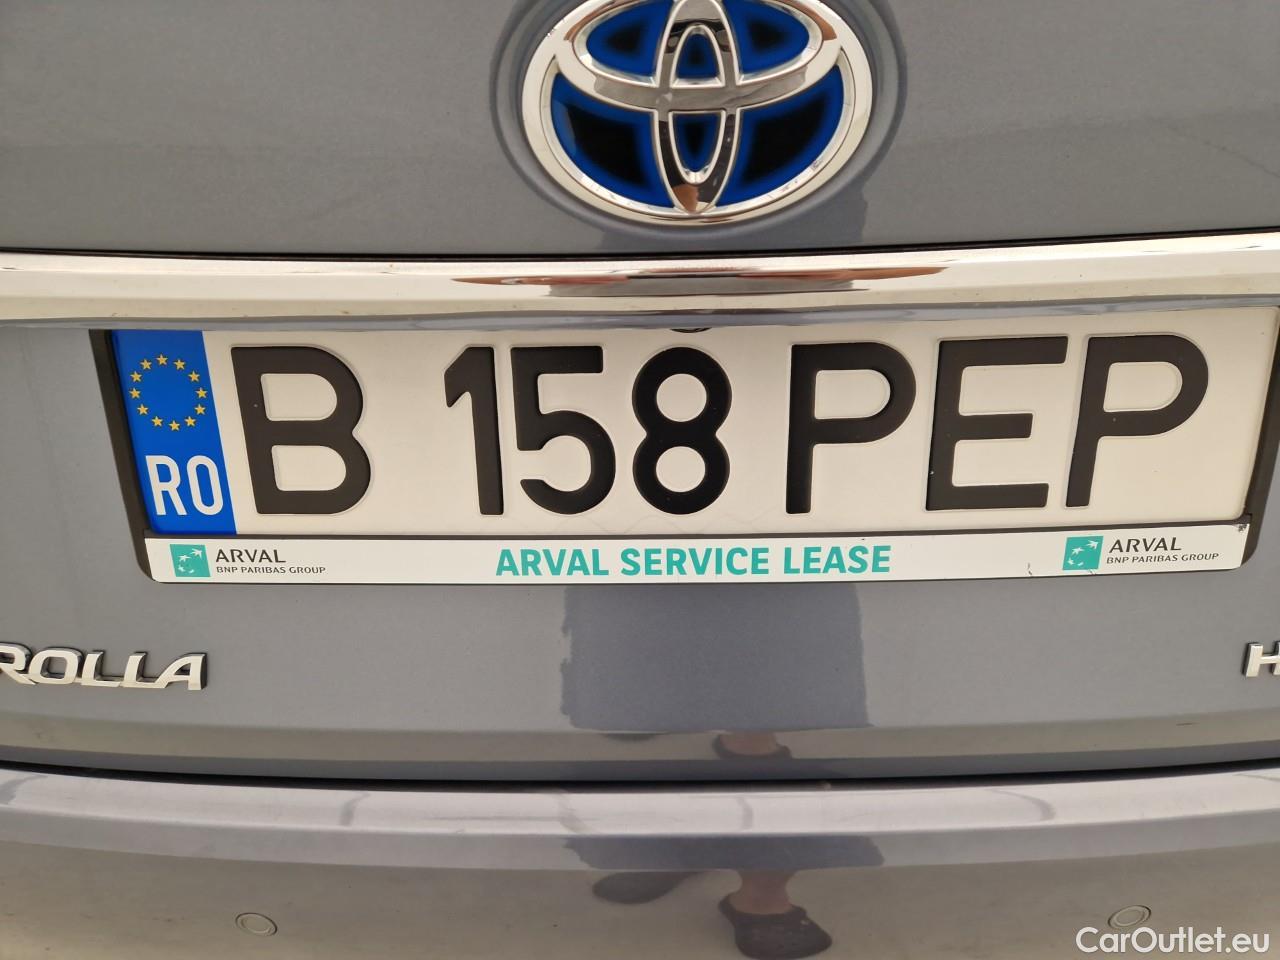 RO B 158 PEP
ARVAL BNP PARIBAS GROUP ARVAL SERVICE LEASE ARVAL BNP PARIBAS GROUP
ROLLA H
CarOutlet.eu